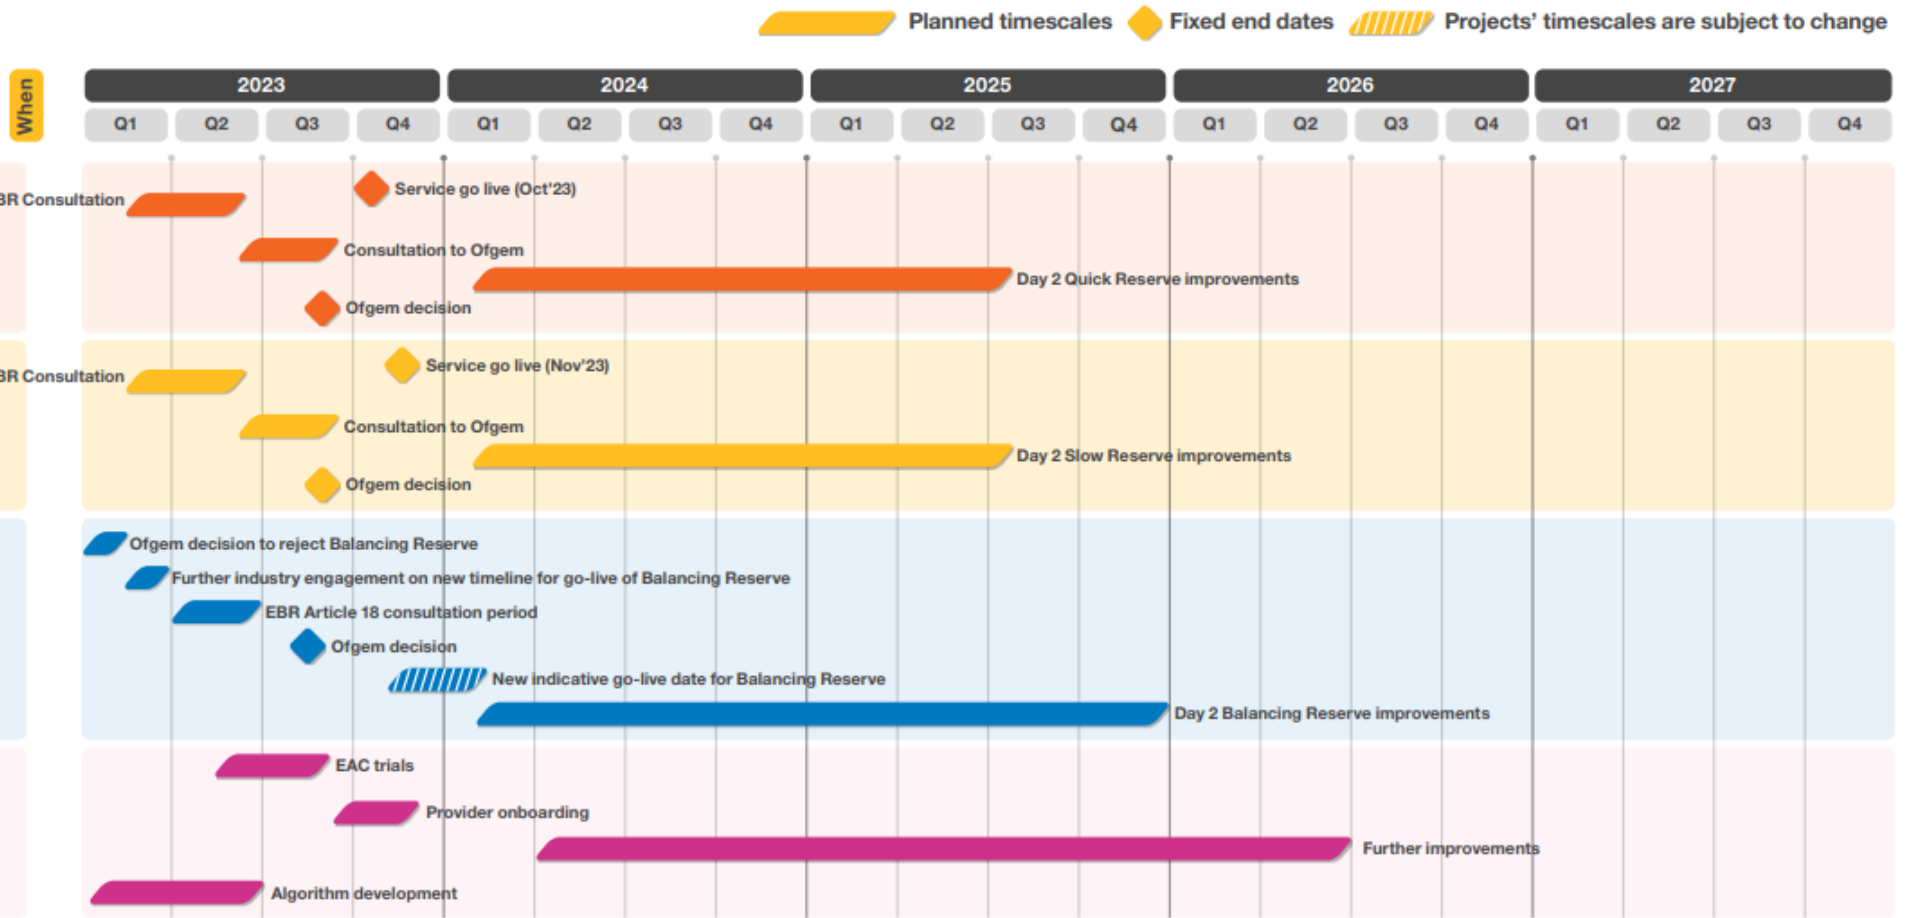 Planned timescales Fixed end dates Projects' timescales are subject to change
When
2023 2024 2025 2026 2027
Q1 Q2 Q3 Q4 Q1 Q2 Q3 Q4 Q1 Q2 Q3 Q4 Q1 Q2 Q3 Q4 Q1 Q2 Q3 Q4
Service go live (Oct'23)
BR Consultation
Consultation to Ofgem
Day 2 Quick Reserve improvements
Ofgem decision
Service go live (Nov'23)
BR Consultation
Consultation to Ofgem
Day 2 Slow Reserve improvements
Ofgem decision
Ofgem decision to reject Balancing Reserve
Further industry engagement on new timeline for go-live of Balancing Reserve
EBR Article 18 consultation period
Ofgem decision
New indicative go-live date for Balancing Reserve
Day 2 Balancing Reserve improvements
EAC trials
Provider onboarding
Further improvements
Algorithm development